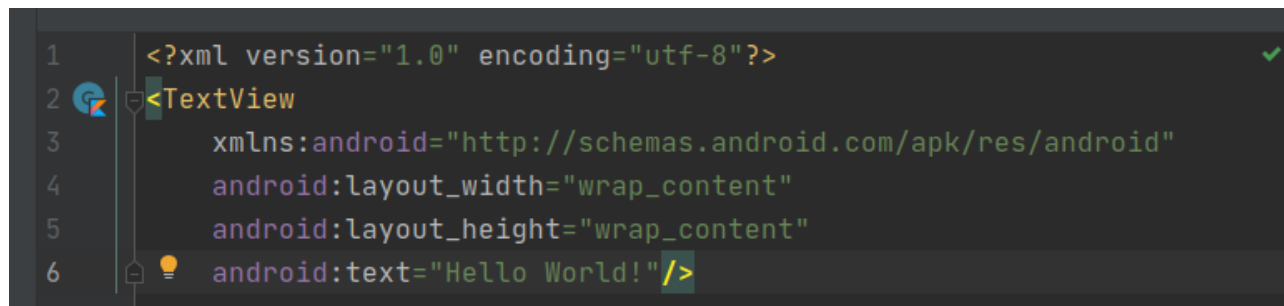 1 <?xml version="1.0" encoding="utf-8"?>
2 <TextView
3 xmlns:android="http://schemas.android.com/apk/res/android"
4 android:layout_width="wrap_content"
5 android:layout_height="wrap_content"
6 android:text="Hello World!"/>